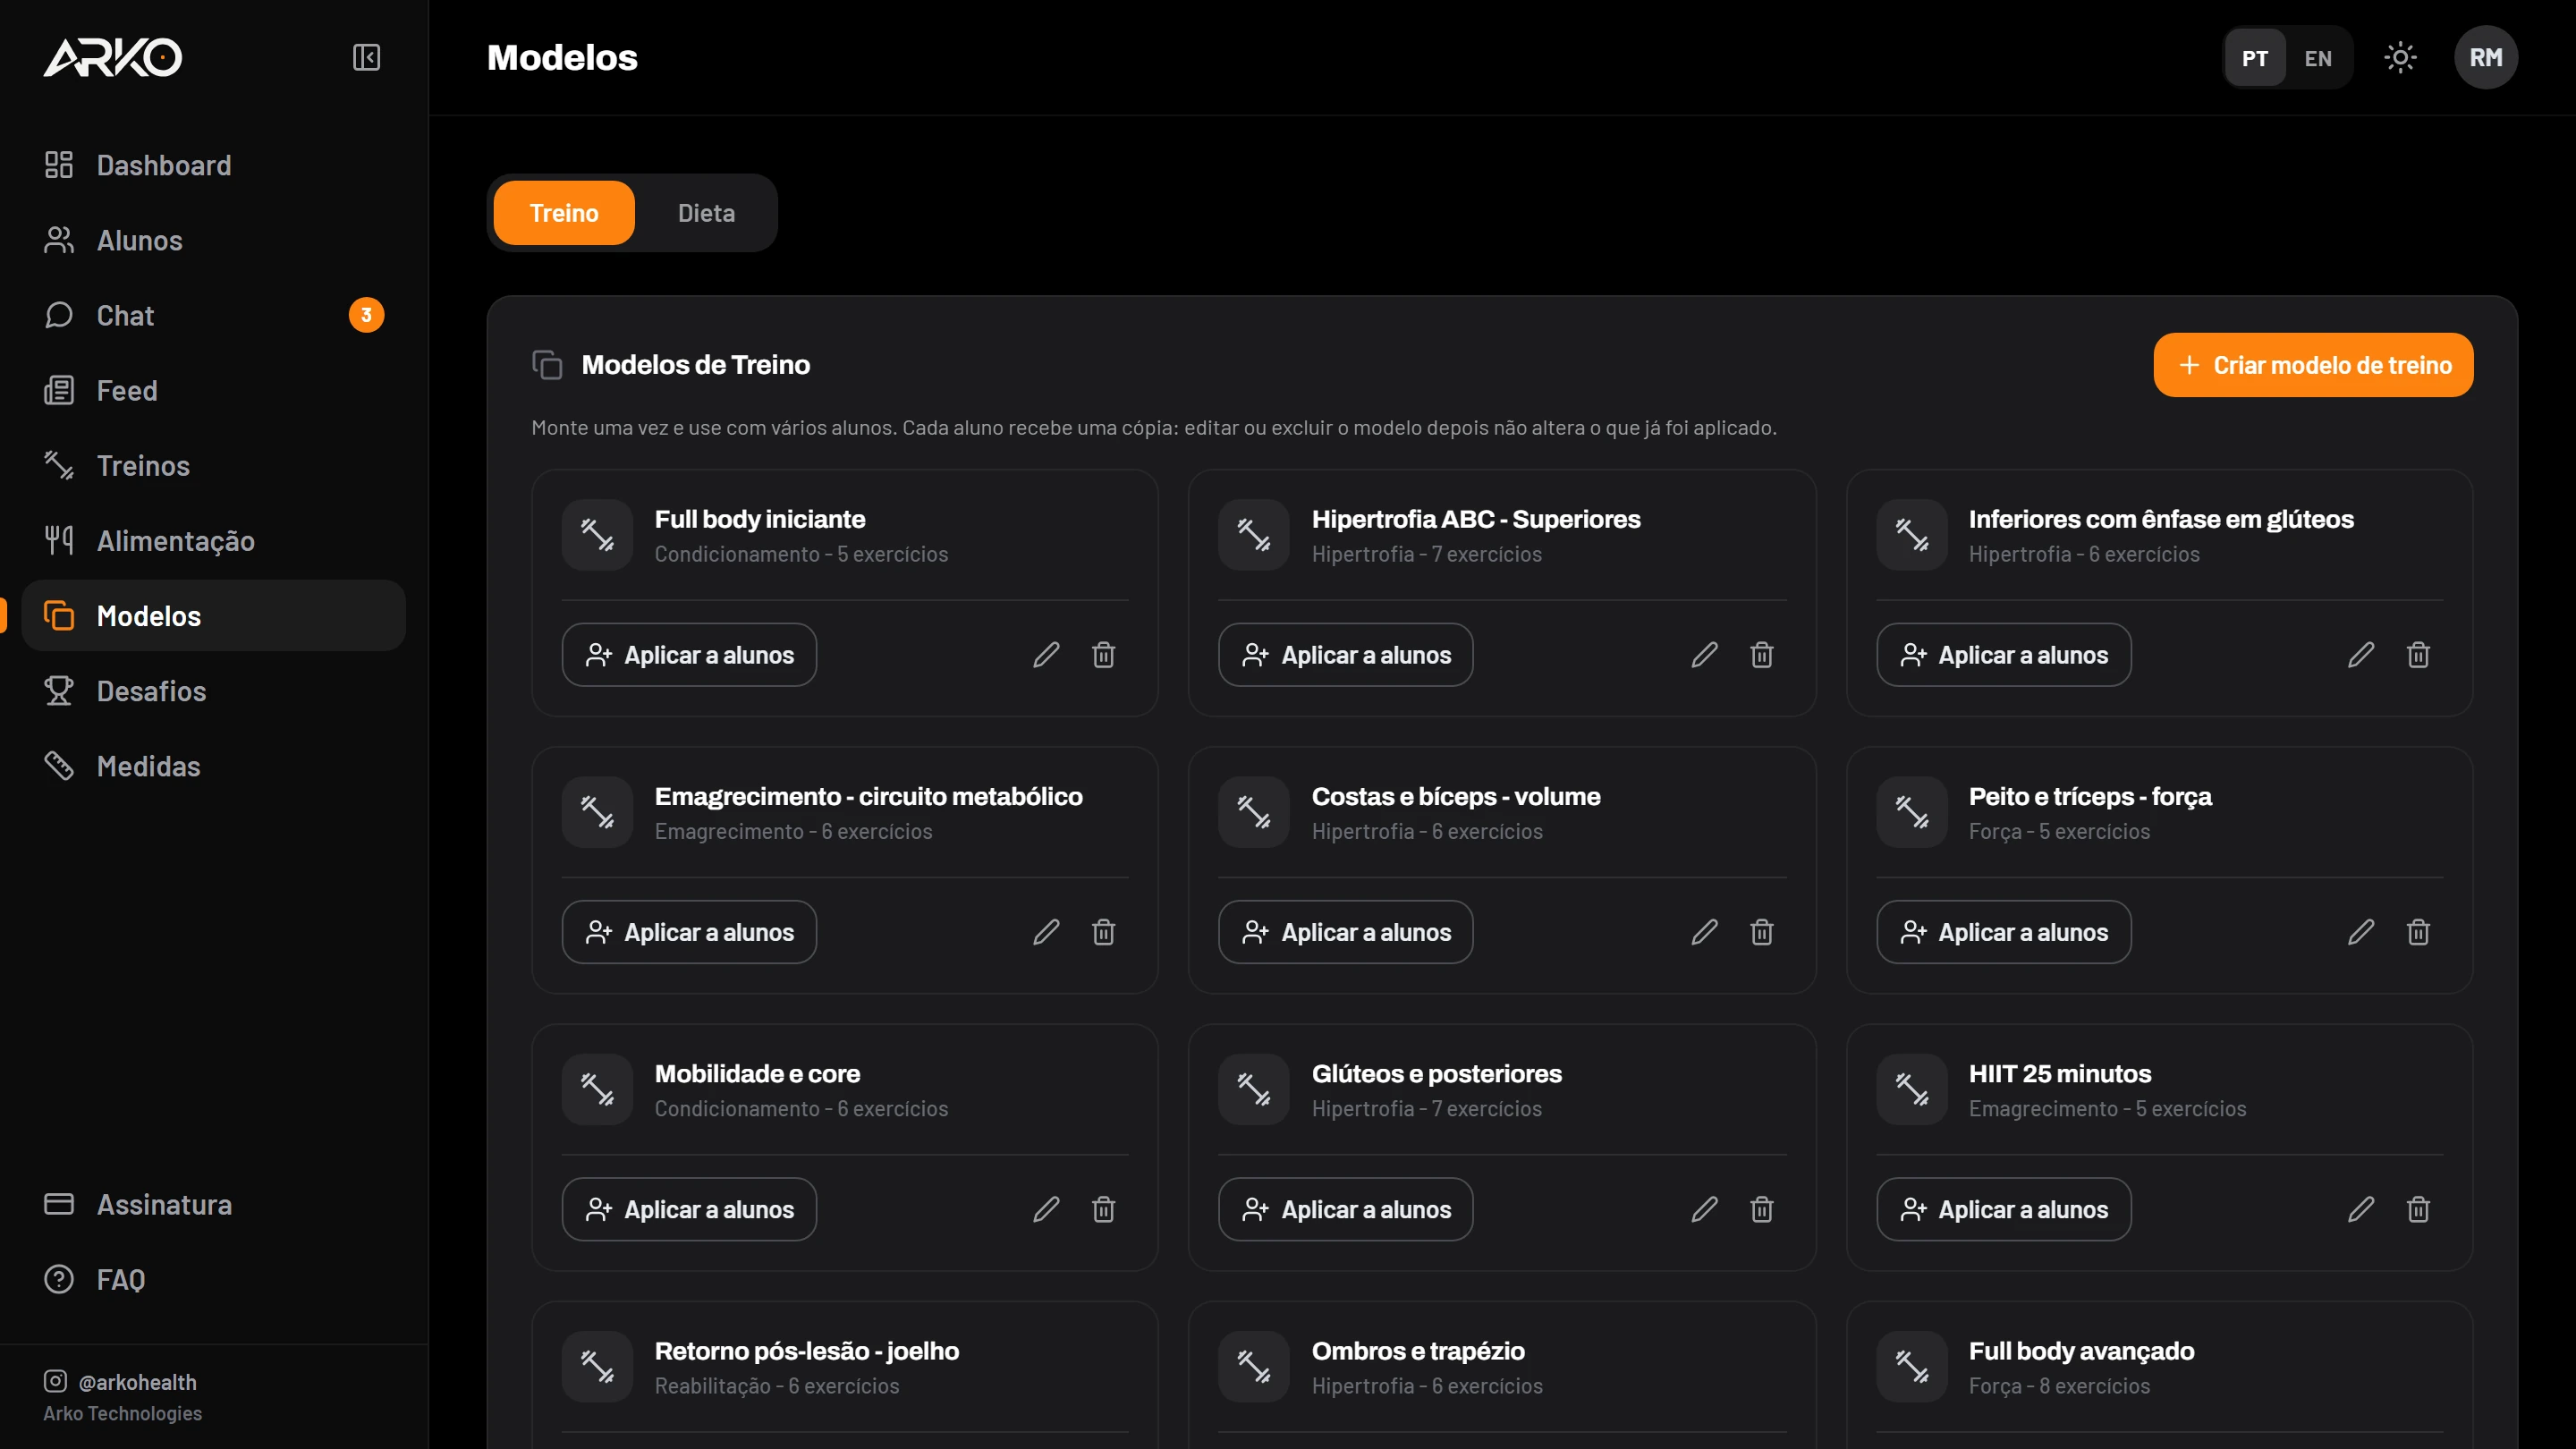 ARKO
Dashboard
Alunos
Chat
3
Feed
Treinos
Alimentação
Modelos
Desafios
Medidas
Assinatura
FAQ
@arkohealth
Arko Technologies
Modelos
PT
EN
RM
Treino
Dieta
Modelos de Treino
+ Criar modelo de treino
Monte uma vez e use com vários alunos. Cada aluno recebe uma cópia: editar ou excluir o modelo depois não altera o que já foi aplicado.
Full body iniciante
Condicionamento - 5 exercícios
Aplicar a alunos
Hipertrofia ABC - Superiores
Hipertrofia - 7 exercícios
Aplicar a alunos
Inferiores com ênfase em glúteos
Hipertrofia - 6 exercícios
Aplicar a alunos
Emagrecimento - circuito metabólico
Emagrecimento - 6 exercícios
Aplicar a alunos
Costas e bíceps - volume
Hipertrofia - 6 exercícios
Aplicar a alunos
Peito e tríceps - força
Força - 5 exercícios
Aplicar a alunos
Mobilidade e core
Condicionamento - 6 exercícios
Aplicar a alunos
Glúteos e posteriores
Hipertrofia - 7 exercícios
Aplicar a alunos
HIIT 25 minutos
Emagrecimento - 5 exercícios
Aplicar a alunos
Retorno pós-lesão - joelho
Reabilitação - 6 exercícios
Ombros e trapézio
Hipertrofia - 6 exercícios
Full body avançado
Força - 8 exercícios